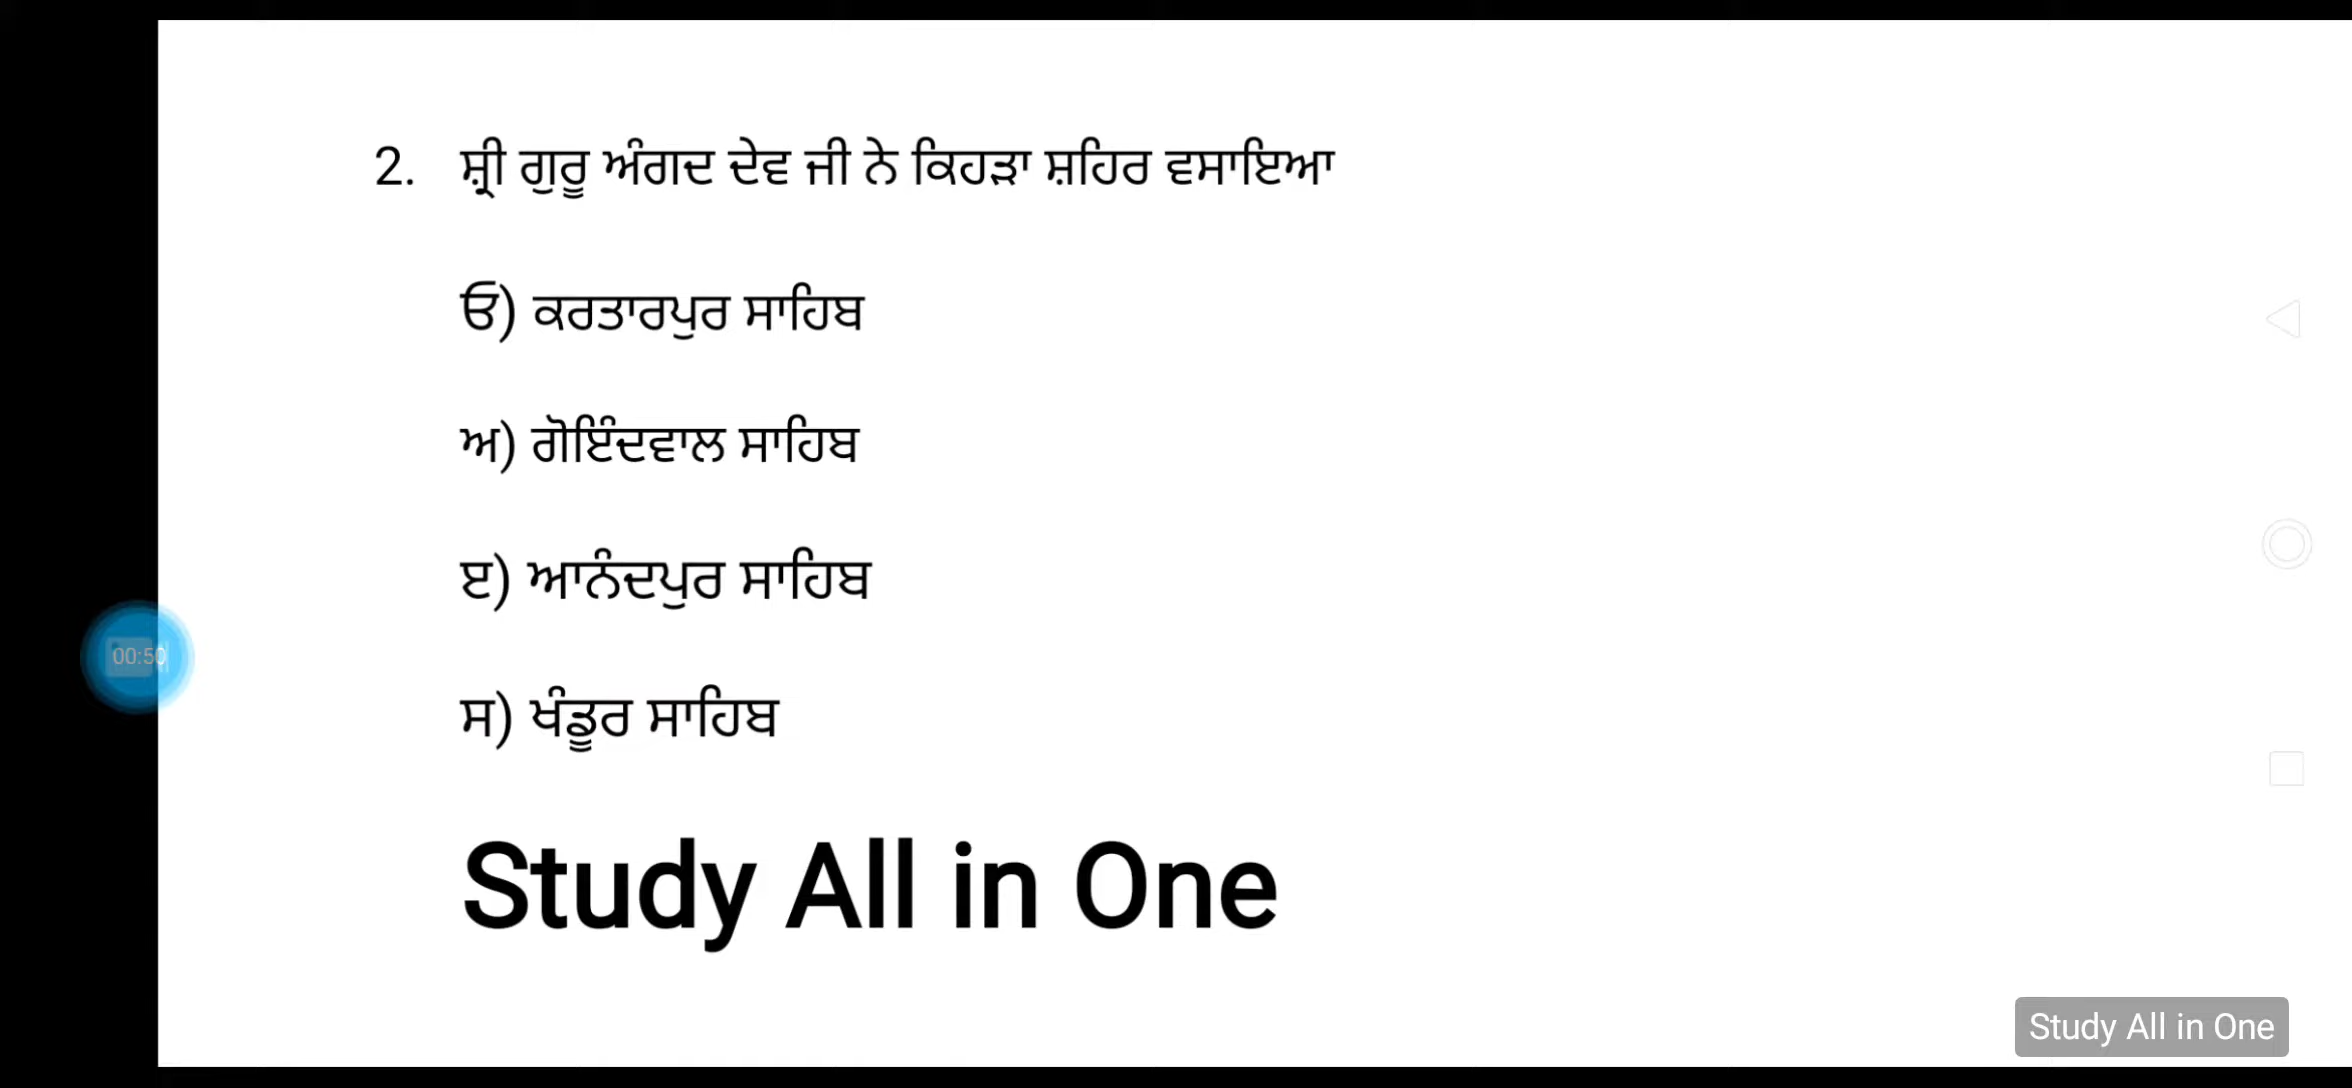 2. ਸ਼੍ਰੀ ਗੁਰੂ ਅੰਗਦ ਦੇਵ ਜੀ ਨੇ ਕਿਹੜਾ ਸ਼ਹਿਰ ਵਸਾਇਆ
ੳ) ਕਰਤਾਰਪੁਰ ਸਾਹਿਬ
ਅ) ਗੋਇੰਦਵਾਲ ਸਾਹਿਬ
ੲ) ਆਨੰਦਪੁਰ ਸਾਹਿਬ
00:50
ਸ) ਖੰਡੂਰ ਸਾਹਿਬ
Study All in One
Study All in One